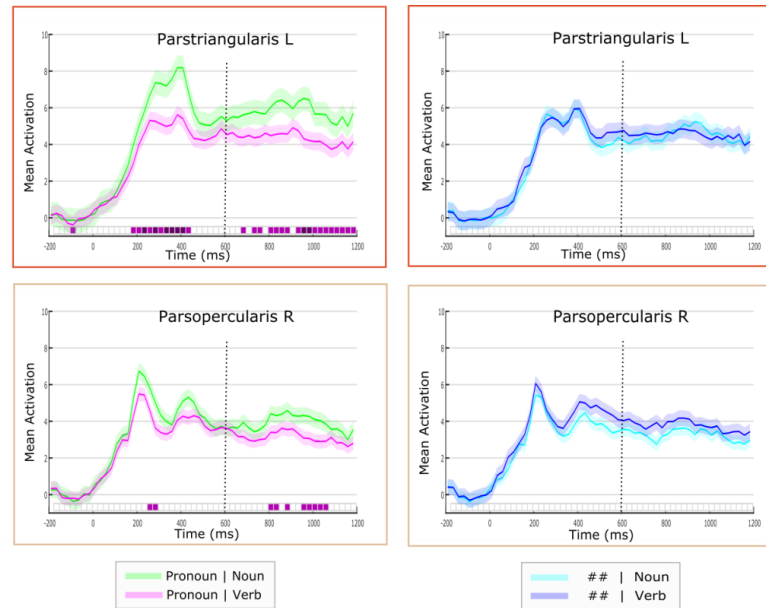 Parstriangularis L
Mean Activation
10
8
6
4
2
0
-200 0 200 400 600 800 1000 1200
Time (ms)
Parstriangularis L
Mean Activation
10
8
6
4
2
0
-200 0 200 400 600 800 1000 1200
Time (ms)
Parsopercularis R
Mean Activation
10
8
6
4
2
0
-200 0 200 400 600 800 1000 1200
Time (ms)
Parsopercularis R
Mean Activation
10
8
6
4
2
0
-200 0 200 400 600 800 1000 1200
Time (ms)
Pronoun | Noun
Pronoun | Verb
## | Noun
## | Verb